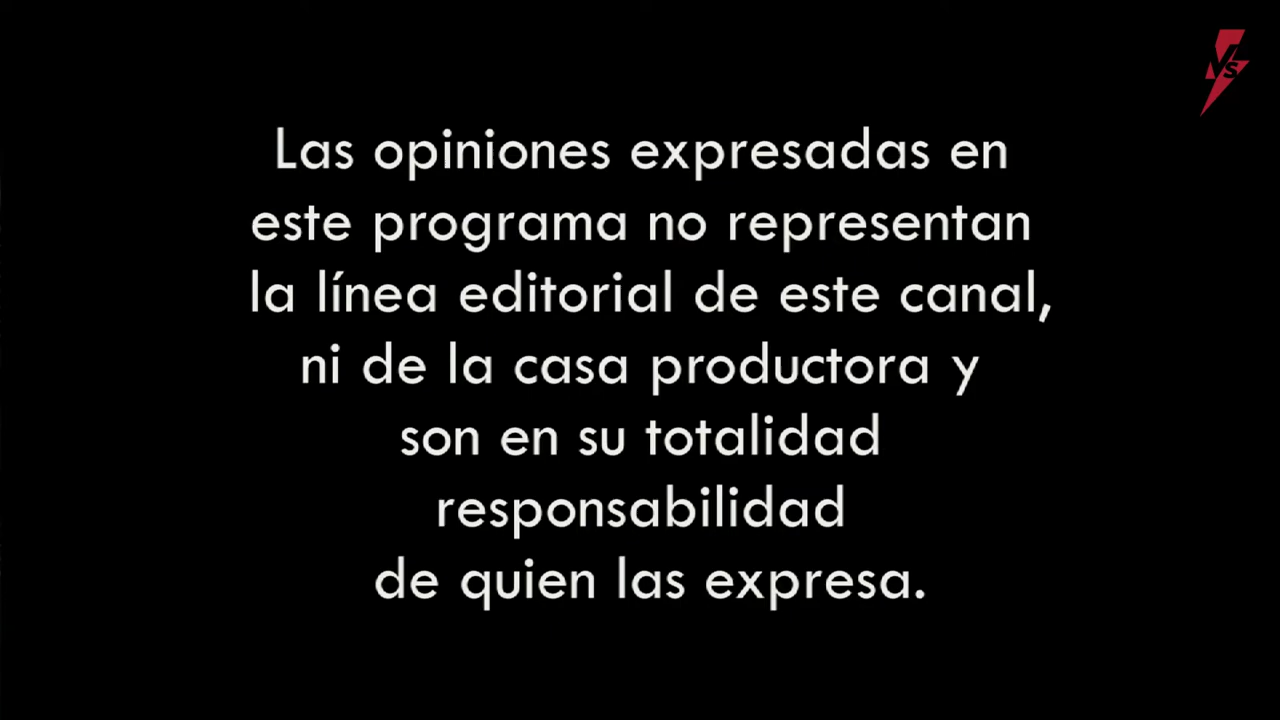 VS
Las opiniones expresadas en
este programa no representan
la línea editorial de este canal,
ni de la casa productora y
son en su totalidad
responsabilidad
de quien las expresa.